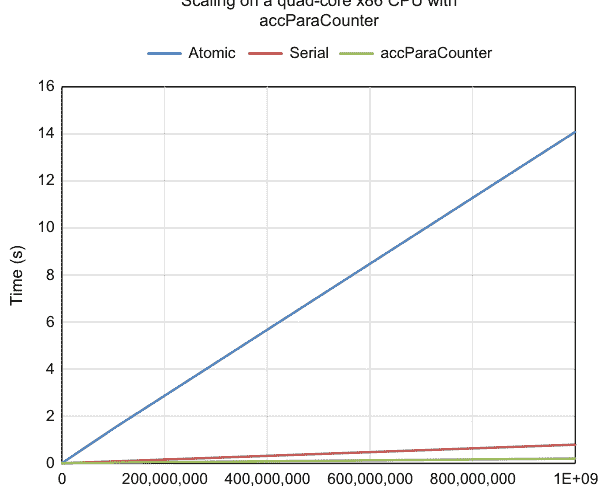 Scaling on a quad-core x86 CPU with
accParaCounter
Atomic Serial accParaCounter
16
14
12
10
8
6
4
2
0
Time (s)
0 200,000,000 400,000,000 600,000,000 800,000,000 1E+09